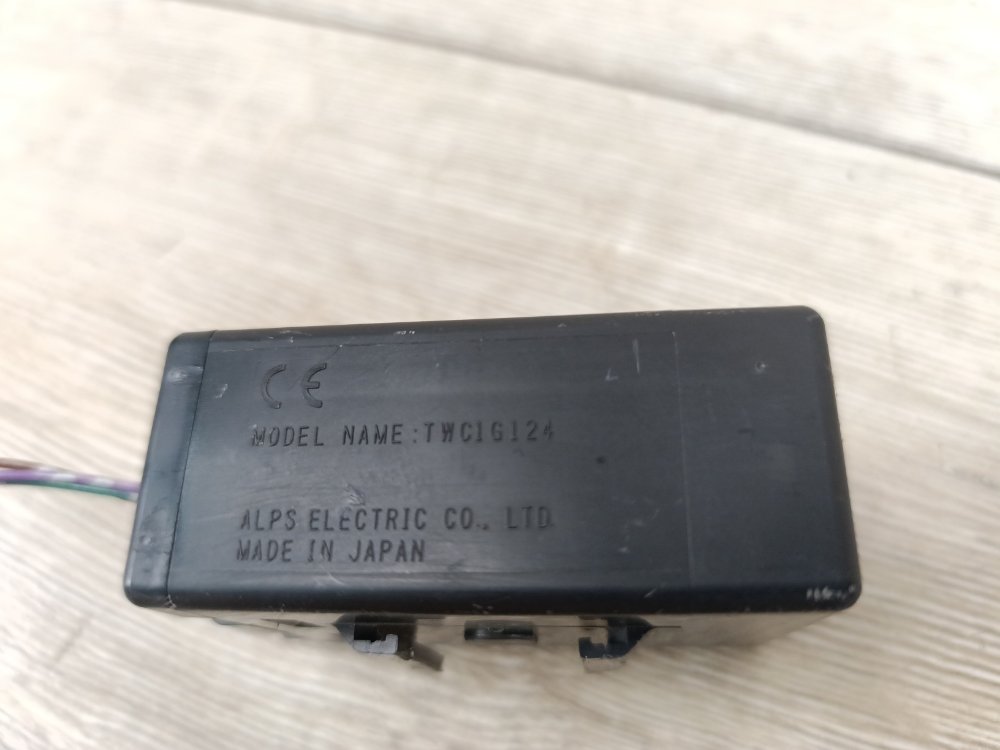 CE
MODEL NAME:TWC1G124
ALPS ELECTRIC CO., LTD.
MADE IN JAPAN